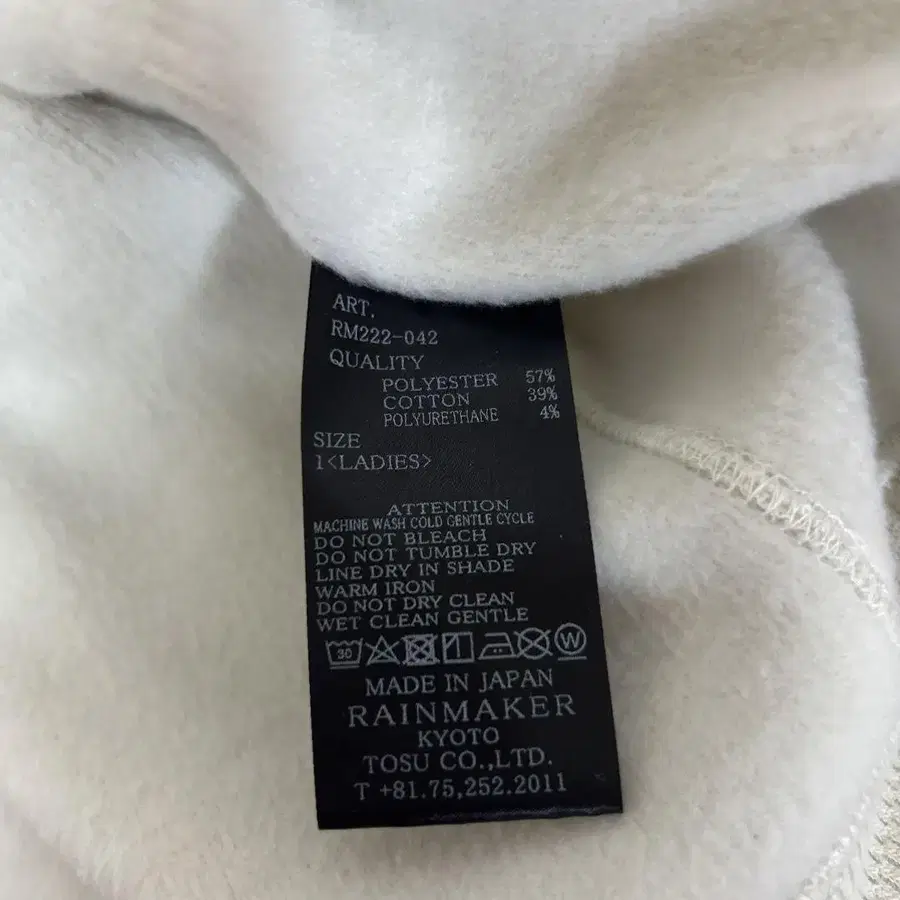 ART.
RM222-042
QUALITY
POLYESTER 57%
COTTON 39%
POLYURETHANE 4%
SIZE
1<LADIES>
ATTENTION
MACHINE WASH COLD GENTLE CYCLE
DO NOT BLEACH
DO NOT TUMBLE DRY
LINE DRY IN SHADE
WARM IRON
DO NOT DRY CLEAN
WET CLEAN GENTLE
30 W
MADE IN JAPAN
RAINMAKER
KYOTO
TOSU CO.,LTD.
T +81.75,252.2011